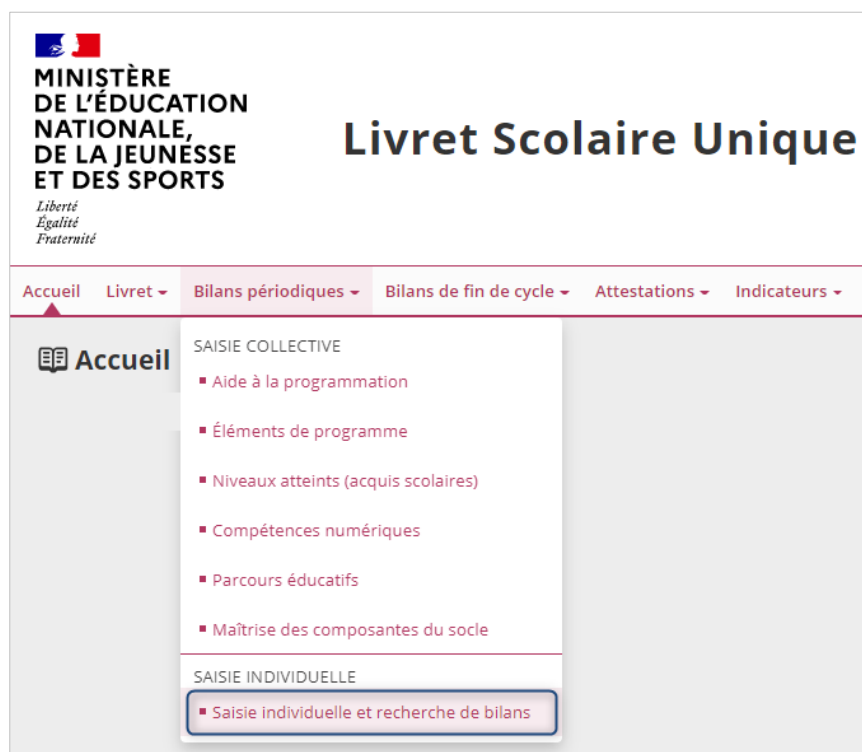 MINISTÈRE
DE L'ÉDUCATION
NATIONALE,
DE LA JEUNESSE
ET DES SPORTS
Liberté
Égalité
Fraternité
Livret Scolaire Unique
Accueil Livret Bilans périodiques Bilans de fin de cycle Attestations Indicateurs
Accueil
SAISIE COLLECTIVE
Aide à la programmation
Éléments de programme
Niveaux atteints (acquis scolaires)
Compétences numériques
Parcours éducatifs
Maîtrise des composantes du socle
SAISIE INDIVIDUELLE
Saisie individuelle et recherche de bilans